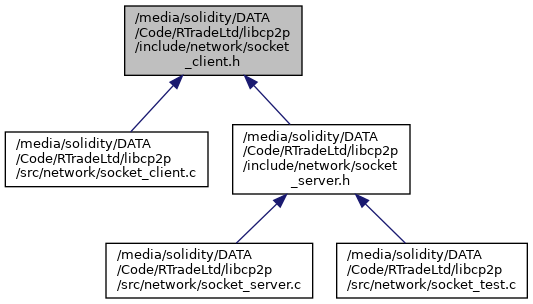 /media/solidity/DATA
/Code/RTradeLtd/libcp2p
/include/network/socket
_client.h
/media/solidity/DATA
/Code/RTradeLtd/libcp2p
/src/network/socket_client.c
/media/solidity/DATA
/Code/RTradeLtd/libcp2p
/include/network/socket
_server.h
/media/solidity/DATA
/Code/RTradeLtd/libcp2p
/src/network/socket_server.c
/media/solidity/DATA
/Code/RTradeLtd/libcp2p
/src/network/socket_test.c